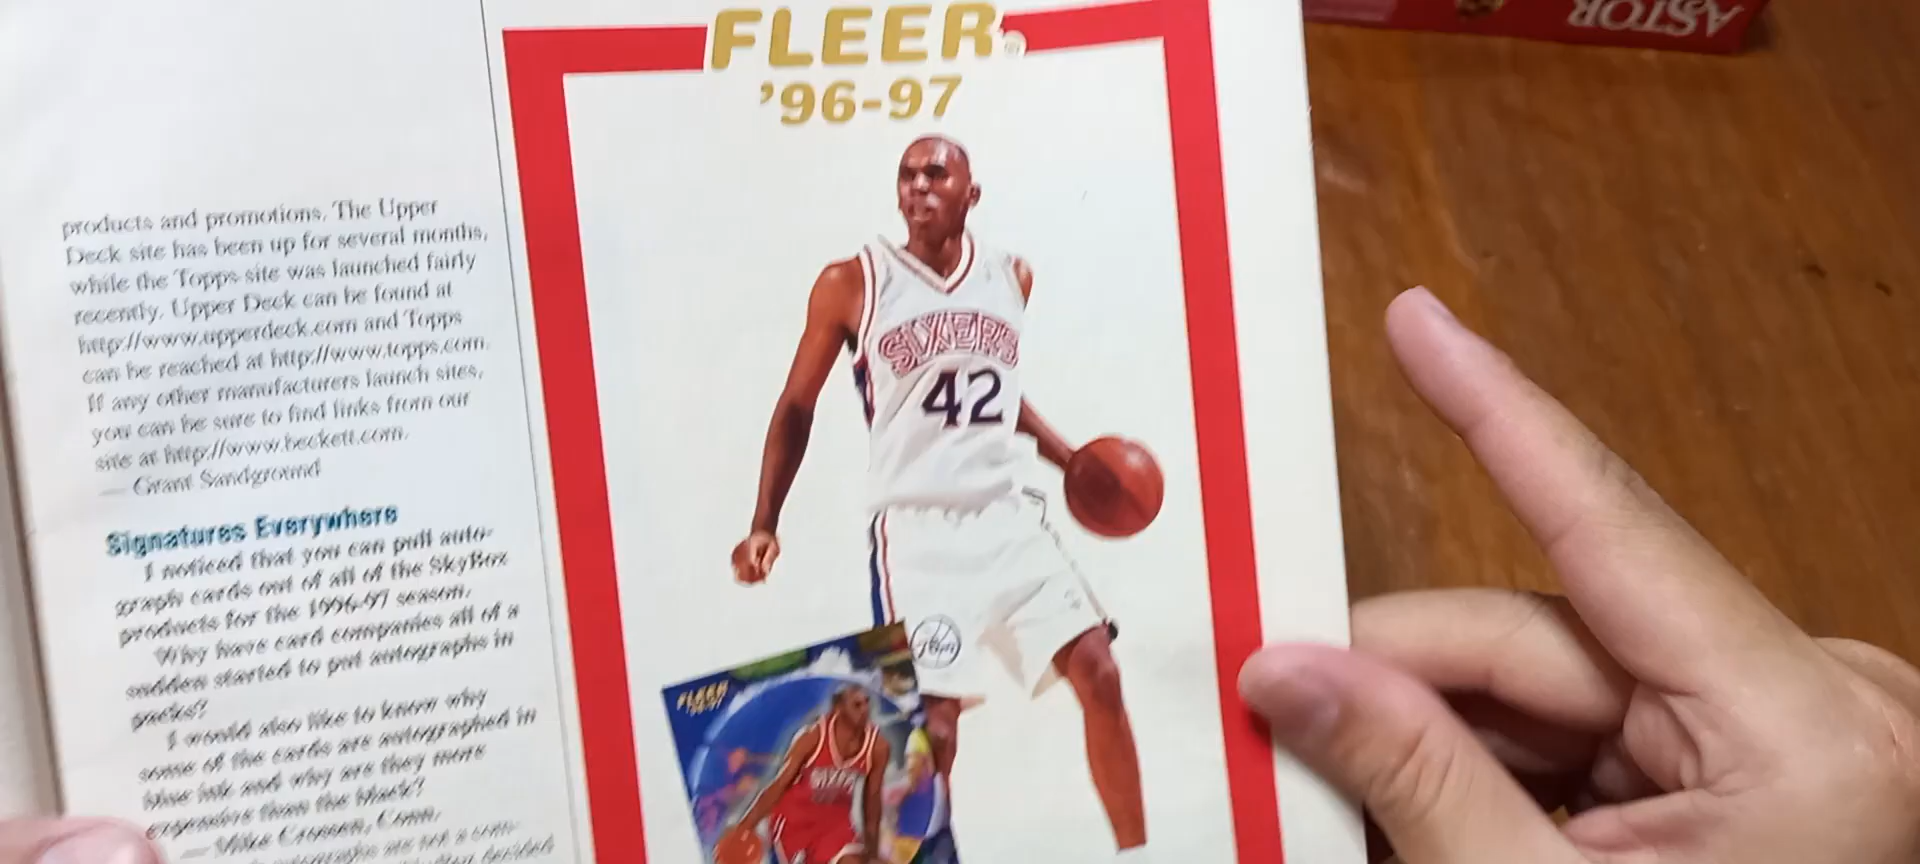 products and promotions. The Upper
Deck site has been up for several months,
while the Topps site was launched fairly
recently. Upper Deck can be found at
http://www.upperdeck.com and Topps
can be reached at http://www.topps.com.
If any other manufacturers launch sites,
you can be sure to find links from our
site at http://www.beckett.com.
— Grant Sandground
Signatures Everywhere
I noticed that you can pull auto-
graph cards out of all of the SkyBox
products for the 1996-97 season.
Why have card companies all of a
sudden started to put autographs in
packs?
I would also like to know why
some of the cards are autographed in
blue ink and why are they more
expensive than the black?
— Mike Conn.
FLEER®
'96-97
SIXERS
42
FLEER
96-97
SIXERS
ASTOR